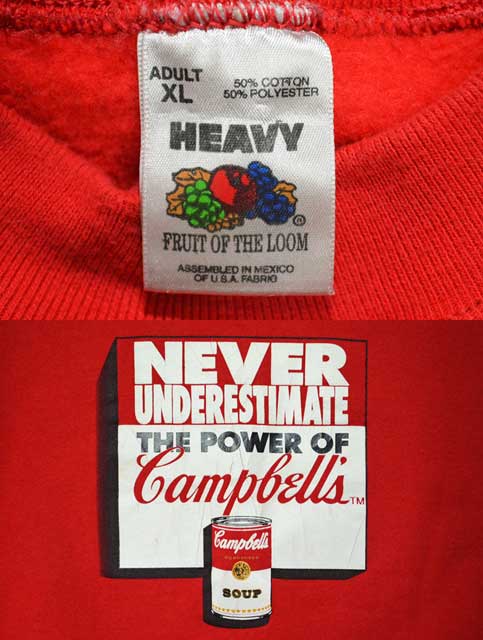 ADULT
XL
50% COTTON
50% POLYESTER
HEAVY
FRUIT OF THE LOOM
®
ASSEMBLED IN MEXICO
OF U.S.A. FABRIC
NEVER
UNDERESTIMATE
THE POWER OF
Campbell's™
Campbell's
SOUP